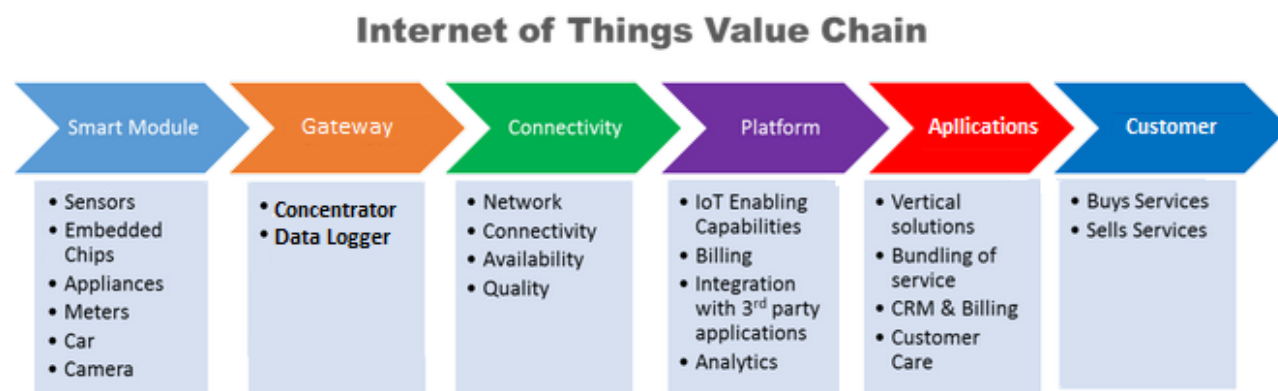 Internet of Things Value Chain
Smart Module
Gateway
Connectivity
Platform
Apllications
Customer
• Sensors
• Embedded
Chips
• Appliances
• Meters
• Car
• Camera
• Concentrator
• Data Logger
• Network
• Connectivity
• Availability
• Quality
• IoT Enabling
Capabilities
• Billing
• Integration
with 3rd party
applications
• Analytics
• Vertical
solutions
• Bundling of
service
• CRM & Billing
• Customer
Care
• Buys Services
• Sells Services